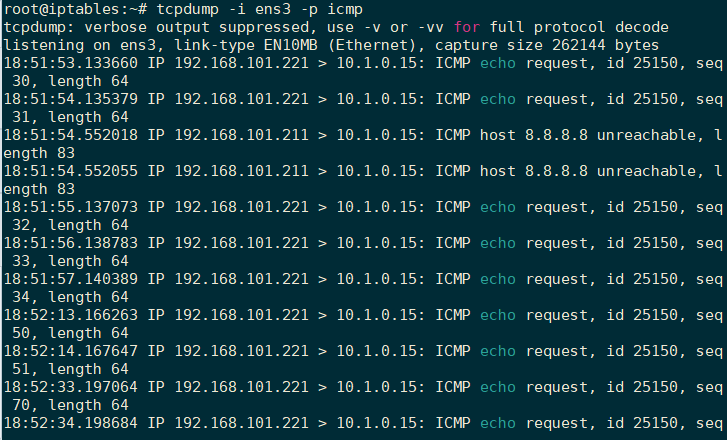 root@iptables:~# tcpdump -i ens3 -p icmp
tcpdump: verbose output suppressed, use -v or -vv for full protocol decode
listening on ens3, link-type EN10MB (Ethernet), capture size 262144 bytes
18:51:53.133660 IP 192.168.101.221 > 10.1.0.15: ICMP echo request, id 25150, seq
 30, length 64
18:51:54.135379 IP 192.168.101.221 > 10.1.0.15: ICMP echo request, id 25150, seq
 31, length 64
18:51:54.552018 IP 192.168.101.211 > 10.1.0.15: ICMP host 8.8.8.8 unreachable, l
ength 83
18:51:54.552055 IP 192.168.101.211 > 10.1.0.15: ICMP host 8.8.8.8 unreachable, l
ength 83
18:51:55.137073 IP 192.168.101.221 > 10.1.0.15: ICMP echo request, id 25150, seq
 32, length 64
18:51:56.138783 IP 192.168.101.221 > 10.1.0.15: ICMP echo request, id 25150, seq
 33, length 64
18:51:57.140389 IP 192.168.101.221 > 10.1.0.15: ICMP echo request, id 25150, seq
 34, length 64
18:52:13.166263 IP 192.168.101.221 > 10.1.0.15: ICMP echo request, id 25150, seq
 50, length 64
18:52:14.167647 IP 192.168.101.221 > 10.1.0.15: ICMP echo request, id 25150, seq
 51, length 64
18:52:33.197064 IP 192.168.101.221 > 10.1.0.15: ICMP echo request, id 25150, seq
 70, length 64
18:52:34.198684 IP 192.168.101.221 > 10.1.0.15: ICMP echo request, id 25150, seq